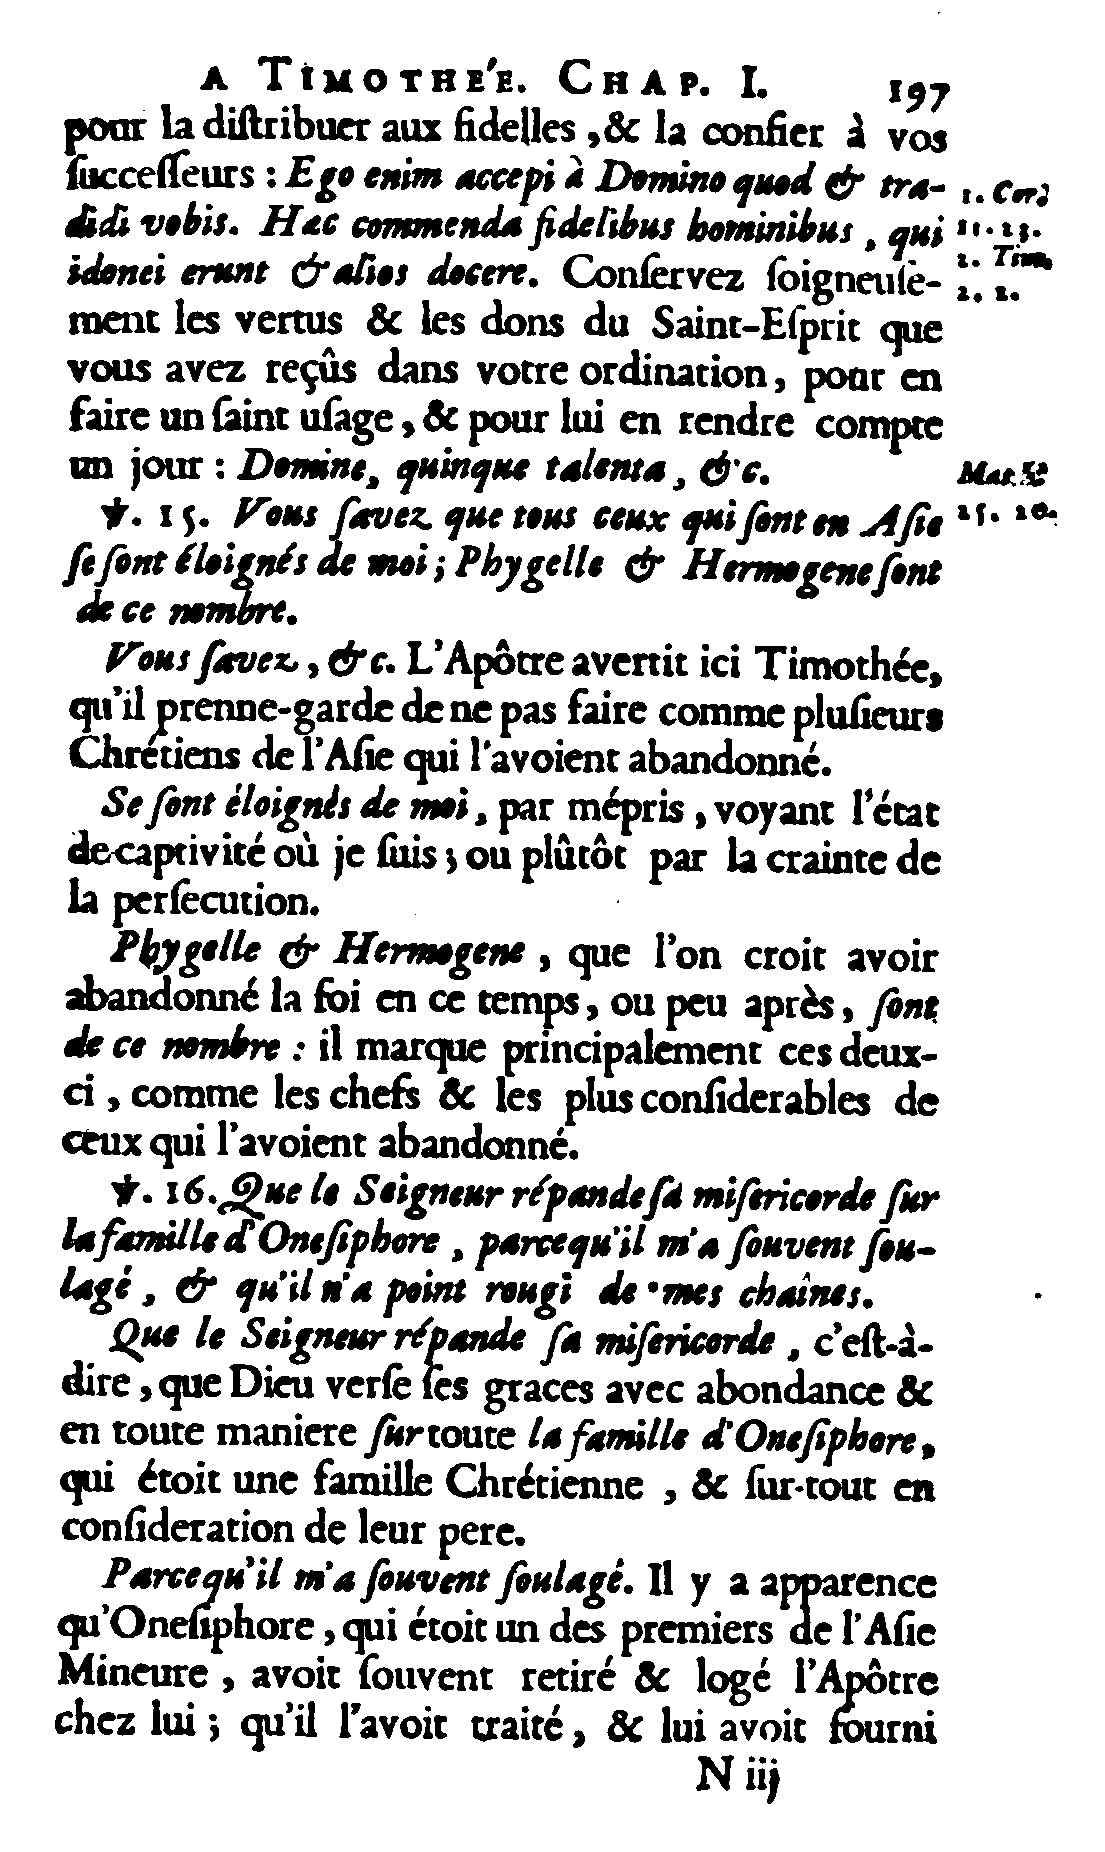 A TIMOTHE'E. CHAP. I. 197
pour la diſtribuer aux fidelles, & la confier à vos
ſucceſſeurs : Ego enim accepi à Domino quod & tra-
didi vobis. Hac commenda fidelibus hominibus, qui
idonei erunt & alios docere. Conſervez ſoigneuſe-
1. Cor.
11. 23.
2. Tim.
2. 2.
ment les vertus & les dons du Saint-Eſprit que
vous avez reçûs dans votre ordination, pour en
faire un ſaint uſage, & pour lui en rendre compte
un jour : Domine, quinque talenta, &c.
Mat.
25. 20.
℣. 15. Vous ſavez que tous ceux qui ſont en Aſie
ſe ſont éloignés de moi; Phygelle & Hermogene ſont
de ce nombre.
Vous ſavez, &c. L'Apôtre avertit ici Timothée,
qu'il prenne-garde de ne pas faire comme pluſieurs
Chrétiens de l'Aſie qui l'avoient abandonné.
Se ſont éloignés de moi, par mépris, voyant l'état
de captivité où je ſuis; ou plûtôt par la crainte de
la perſecution.
Phygelle & Hermogene, que l'on croit avoir
abandonné la foi en ce temps, ou peu après, ſont
de ce nombre : il marque principalement ces deux-
ci, comme les chefs & les plus conſiderables de
ceux qui l'avoient abandonné.
℣. 16. Que le Seigneur répande ſa miſericorde ſur
la famille d'Oneſiphore, parcequ'il m'a ſouvent ſou-
lagé, & qu'il n'a point rougi de mes chaînes.
Que le Seigneur répande ſa miſericorde, c'eſt-à-
dire, que Dieu verſe ſes graces avec abondance &
en toute maniere ſur toute la famille d'Oneſiphore,
qui étoit une famille Chrétienne, & ſur-tout en
conſideration de leur pere.
Parcequ'il m'a ſouvent ſoulagé. Il y a apparence
qu'Oneſiphore, qui étoit un des premiers de l'Aſie
Mineure, avoit ſouvent retiré & logé l'Apôtre
chez lui; qu'il l'avoit traité, & lui avoit fourni
N iij